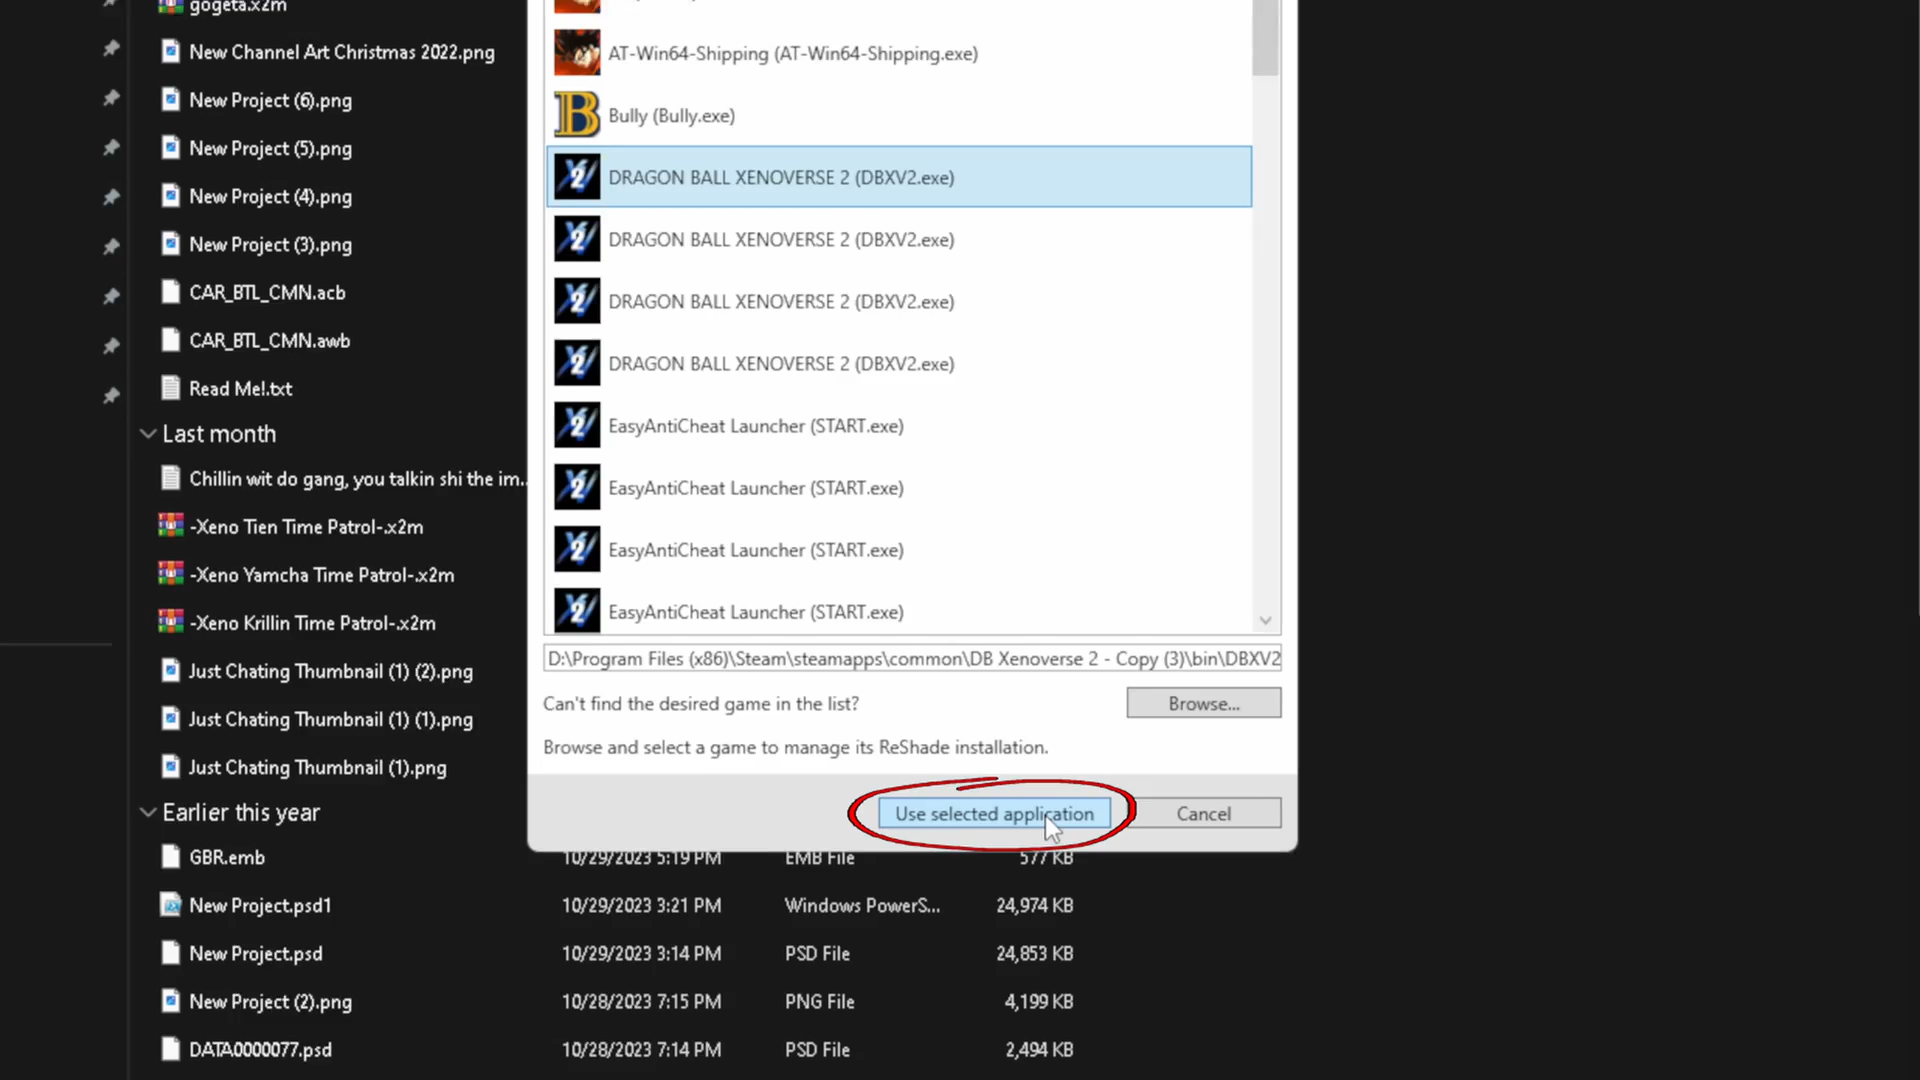 gogeta.x2m
New Channel Art Christmas 2022.png
New Project (6).png
New Project (5).png
New Project (4).png
New Project (3).png
CAR_BTL_CMN.acb
CAR_BTL_CMN.awb
Read Me!.txt
Last month
Chillin wit do gang, you talkin shi the im...
-Xeno Tien Time Patrol-.x2m
-Xeno Yamcha Time Patrol-.x2m
-Xeno Krillin Time Patrol-.x2m
Just Chating Thumbnail (1) (2).png
Just Chating Thumbnail (1) (1).png
Just Chating Thumbnail (1).png
Earlier this year
GBR.emb 10/29/2023 5:19 PM EMB File 577 KB
New Project.psd1 10/29/2023 3:21 PM Windows PowerS... 24,974 KB
New Project.psd 10/29/2023 3:14 PM PSD File 24,853 KB
New Project (2).png 10/28/2023 7:15 PM PNG File 4,199 KB
DATA0000077.psd 10/28/2023 7:14 PM PSD File 2,494 KB
AT-Win64-Shipping (AT-Win64-Shipping.exe)
Bully (Bully.exe)
DRAGON BALL XENOVERSE 2 (DBXV2.exe)
DRAGON BALL XENOVERSE 2 (DBXV2.exe)
DRAGON BALL XENOVERSE 2 (DBXV2.exe)
DRAGON BALL XENOVERSE 2 (DBXV2.exe)
EasyAntiCheat Launcher (START.exe)
EasyAntiCheat Launcher (START.exe)
EasyAntiCheat Launcher (START.exe)
EasyAntiCheat Launcher (START.exe)
D:\Program Files (x86)\Steam\steamapps\common\DB Xenoverse 2 - Copy (3)\bin\DBXV2
Can't find the desired game in the list?
Browse...
Browse and select a game to manage its ReShade installation.
Use selected application
Cancel